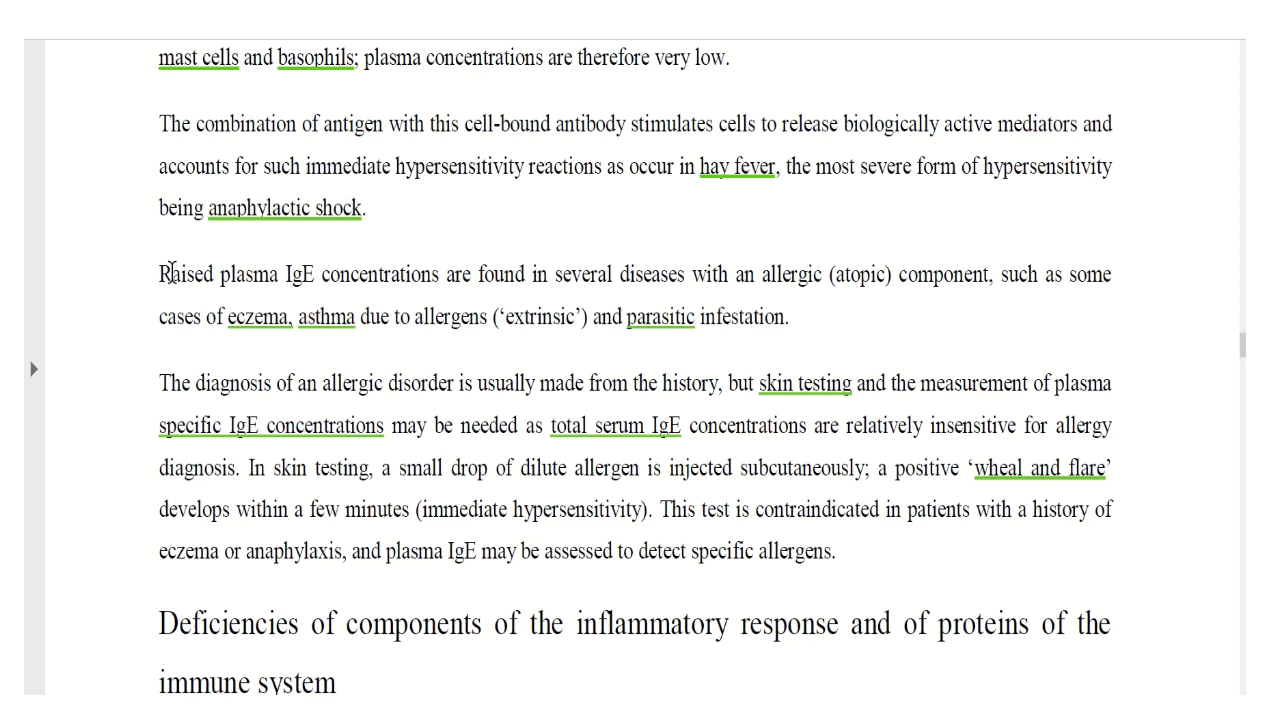 mast cells and basophils; plasma concentrations are therefore very low.
The combination of antigen with this cell-bound antibody stimulates cells to release biologically active mediators and
accounts for such immediate hypersensitivity reactions as occur in hay fever, the most severe form of hypersensitivity
being anaphylactic shock.
Raised plasma IgE concentrations are found in several diseases with an allergic (atopic) component, such as some
cases of eczema, asthma due to allergens (‘extrinsic’) and parasitic infestation.
The diagnosis of an allergic disorder is usually made from the history, but skin testing and the measurement of plasma
specific IgE concentrations may be needed as total serum IgE concentrations are relatively insensitive for allergy
diagnosis. In skin testing, a small drop of dilute allergen is injected subcutaneously; a positive ‘wheal and flare’
develops within a few minutes (immediate hypersensitivity). This test is contraindicated in patients with a history of
eczema or anaphylaxis, and plasma IgE may be assessed to detect specific allergens.
Deficiencies of components of the inflammatory response and of proteins of the
immune system